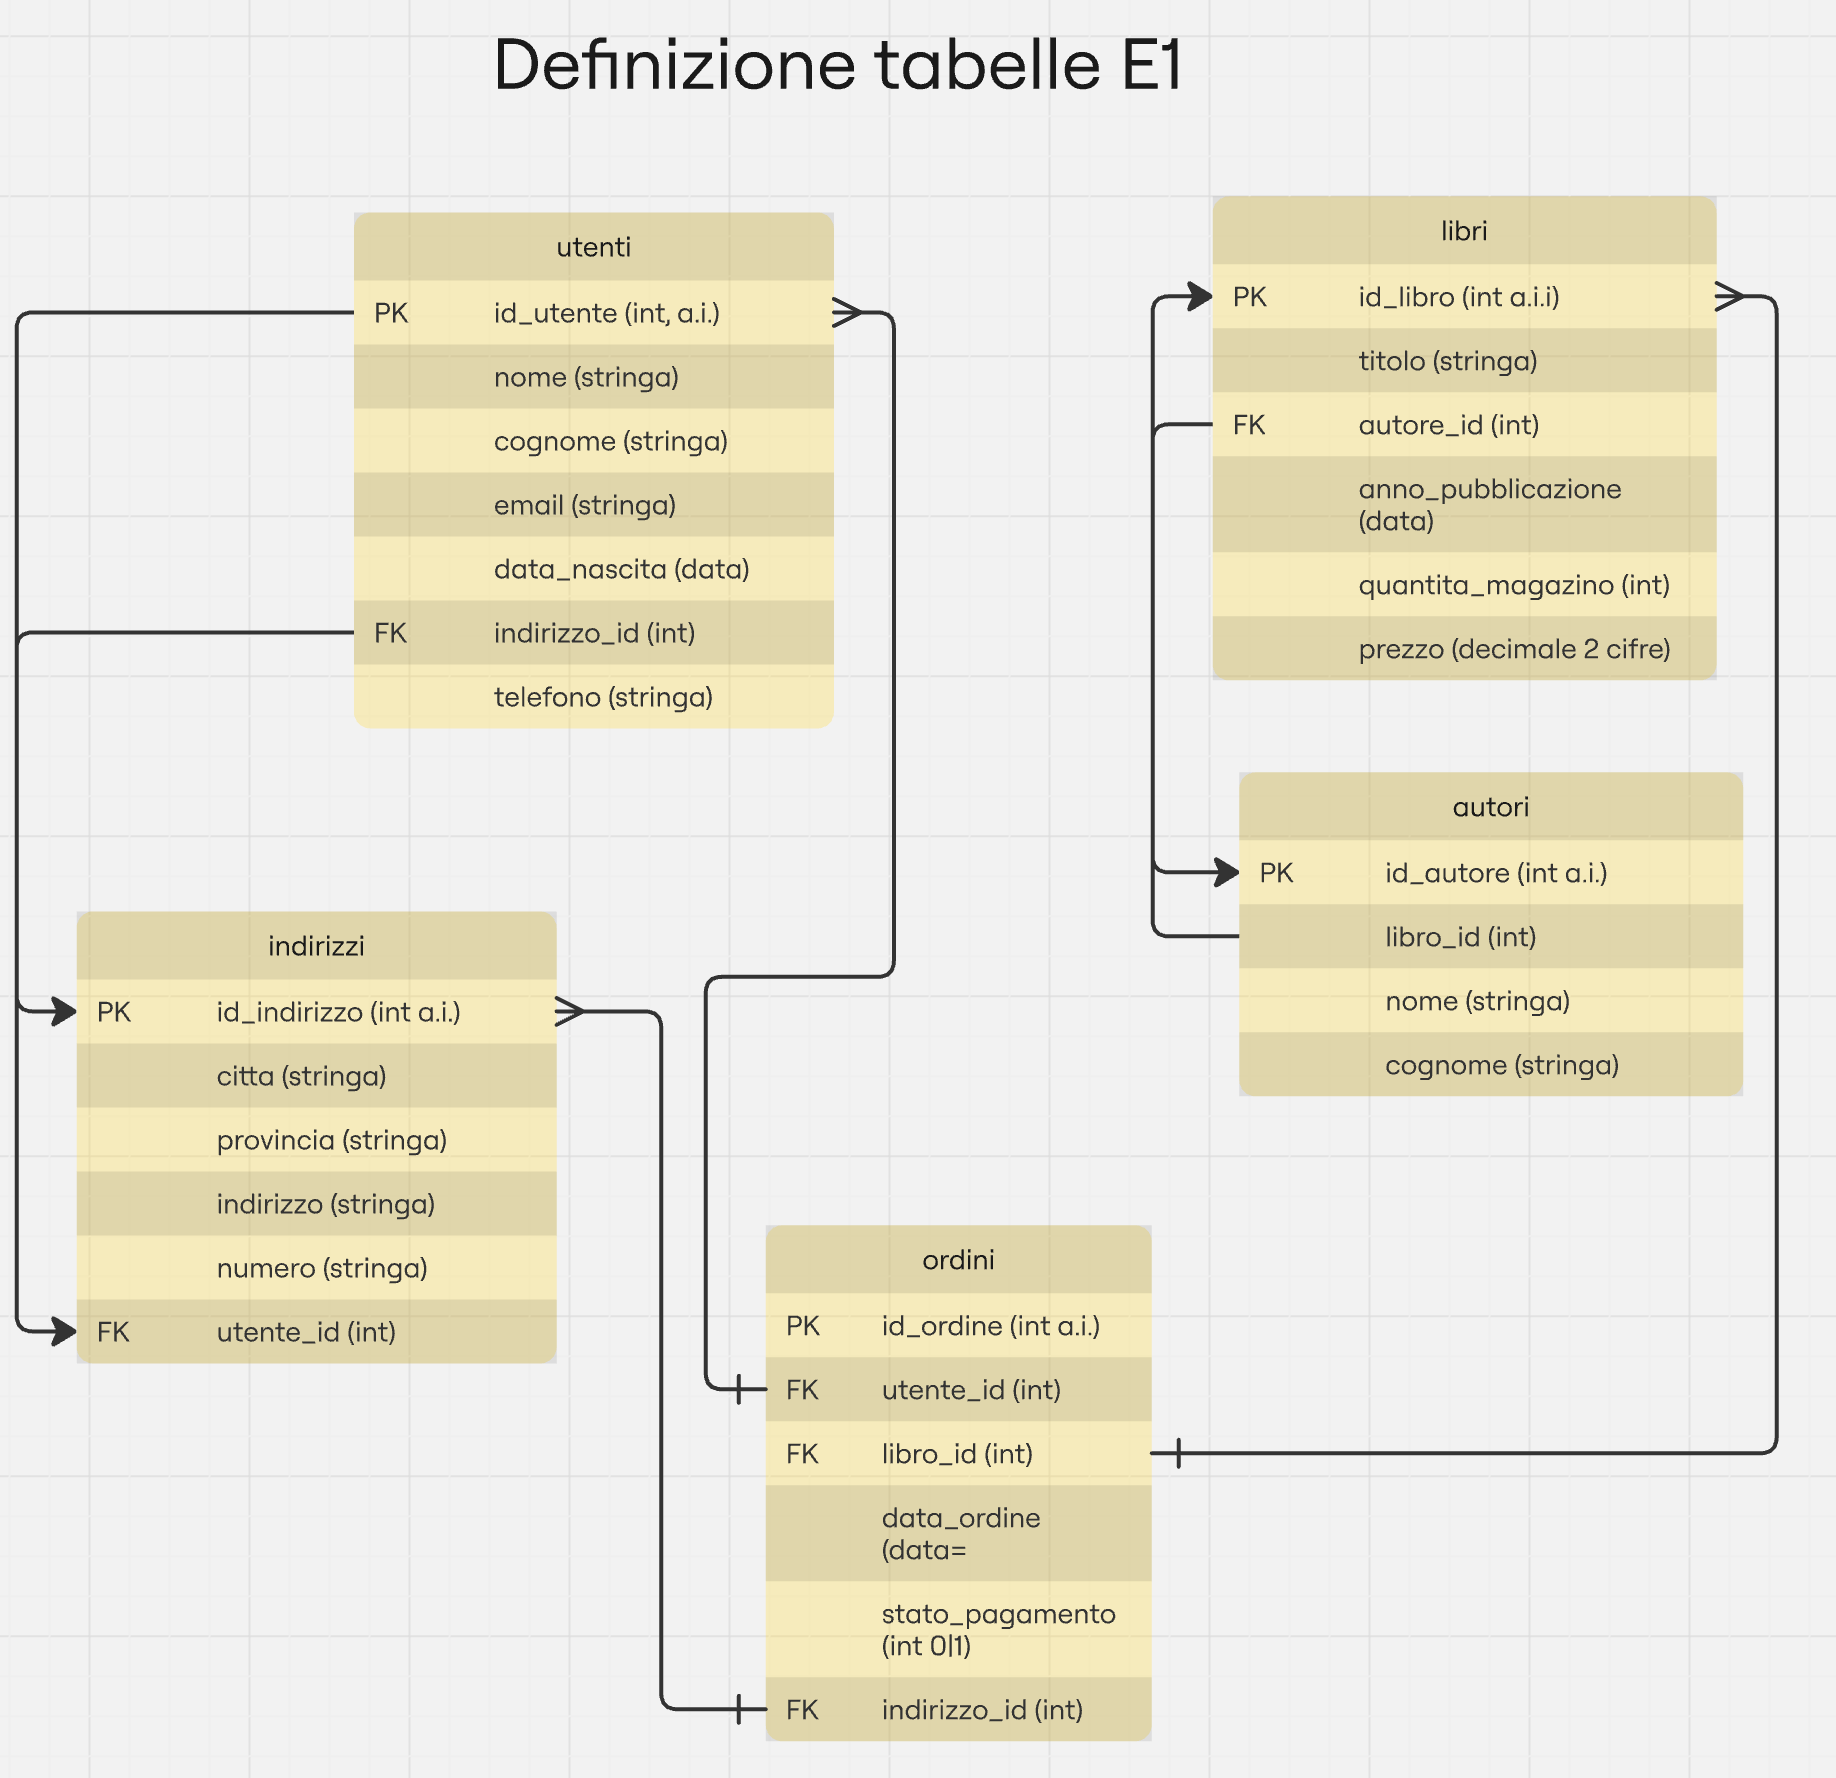 Definizione tabelle E1
utenti
PK id_utente (int, a.i.)
nome (stringa)
cognome (stringa)
email (stringa)
data_nascita (data)
FK indirizzo_id (int)
telefono (stringa)
libri
PK id_libro (int a.i.i)
titolo (stringa)
FK autore_id (int)
anno_pubblicazione
(data)
quantita_magazino (int)
prezzo (decimale 2 cifre)
autori
PK id_autore (int a.i.)
libro_id (int)
nome (stringa)
cognome (stringa)
indirizzi
PK id_indirizzo (int a.i.)
citta (stringa)
provincia (stringa)
indirizzo (stringa)
numero (stringa)
FK utente_id (int)
ordini
PK id_ordine (int a.i.)
FK utente_id (int)
FK libro_id (int)
data_ordine
(data=
stato_pagamento
(int 0|1)
FK indirizzo_id (int)